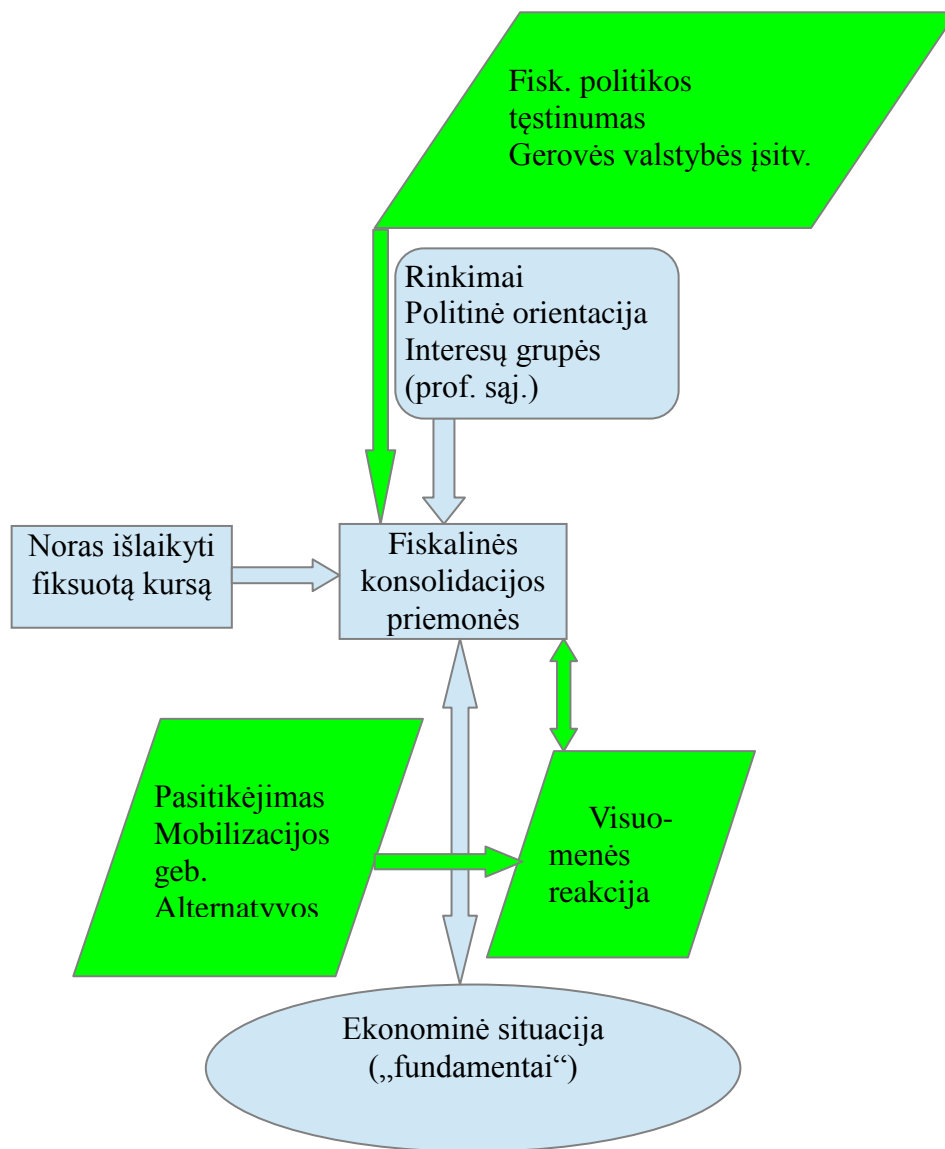 Fisk. politikos
tęstinumas
Gerovės valstybės įsitv.
Rinkimai
Politinė orientacija
Interesų grupės
(prof. sąj.)
Noras išlaikyti
fiksuotą kursą
Fiskalinės
konsolidacijos
priemonės
Pasitikėjimas
Mobilizacijos
geb.
Alternatyvos
Visuo-
menės
reakcija
Ekonominė situacija
(„fundamentai“)